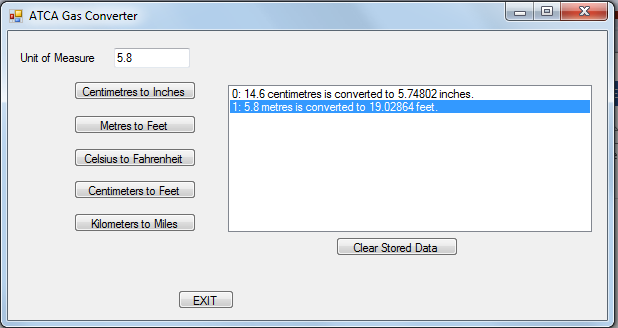 ATCA Gas Converter
Unit of Measure 5.8
Centimetres to Inches
0: 14.6 centimetres is converted to 5.74802 inches.
1: 5.8 metres is converted to 19.02864 feet.
Metres to Feet
Celsius to Fahrenheit
Centimeters to Feet
Kilometers to Miles
Clear Stored Data
EXIT